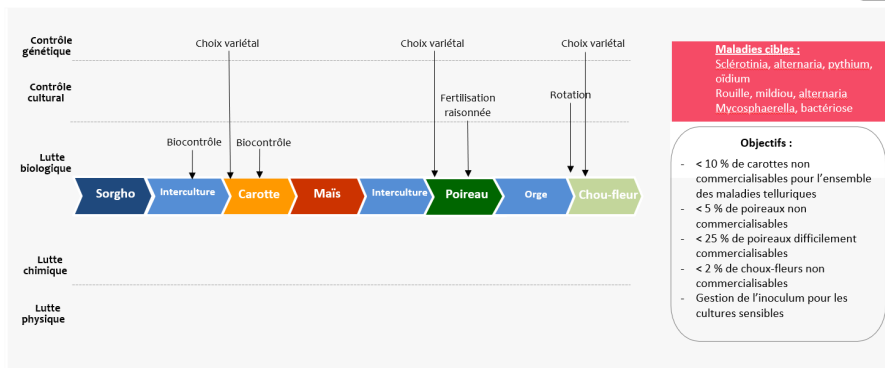 Contrôle
génétique
Choix variétal
Choix variétal
Choix variétal
Contrôle
cultural
Fertilisation
raisonnée
Rotation
Biocontrôle
Biocontrôle
Lutte
biologique
Sorgho
Interculture
Carotte
Maïs
Interculture
Poireau
Orge
Chou-fleur
Lutte
chimique
Lutte
physique
Maladies cibles :
Sclérotinia, alternaria, pythium,
oïdium
Rouille, mildiou, alternaria
Mycosphaerella, bactériose
Objectifs :
- < 10 % de carottes non
commercialisables pour l'ensemble
des maladies telluriques
- < 5 % de poireaux non
commercialisables
- < 25 % de poireaux difficilement
commercialisables
- < 2 % de choux-fleurs non
commercialisables
- Gestion de l'inoculum pour les
cultures sensibles